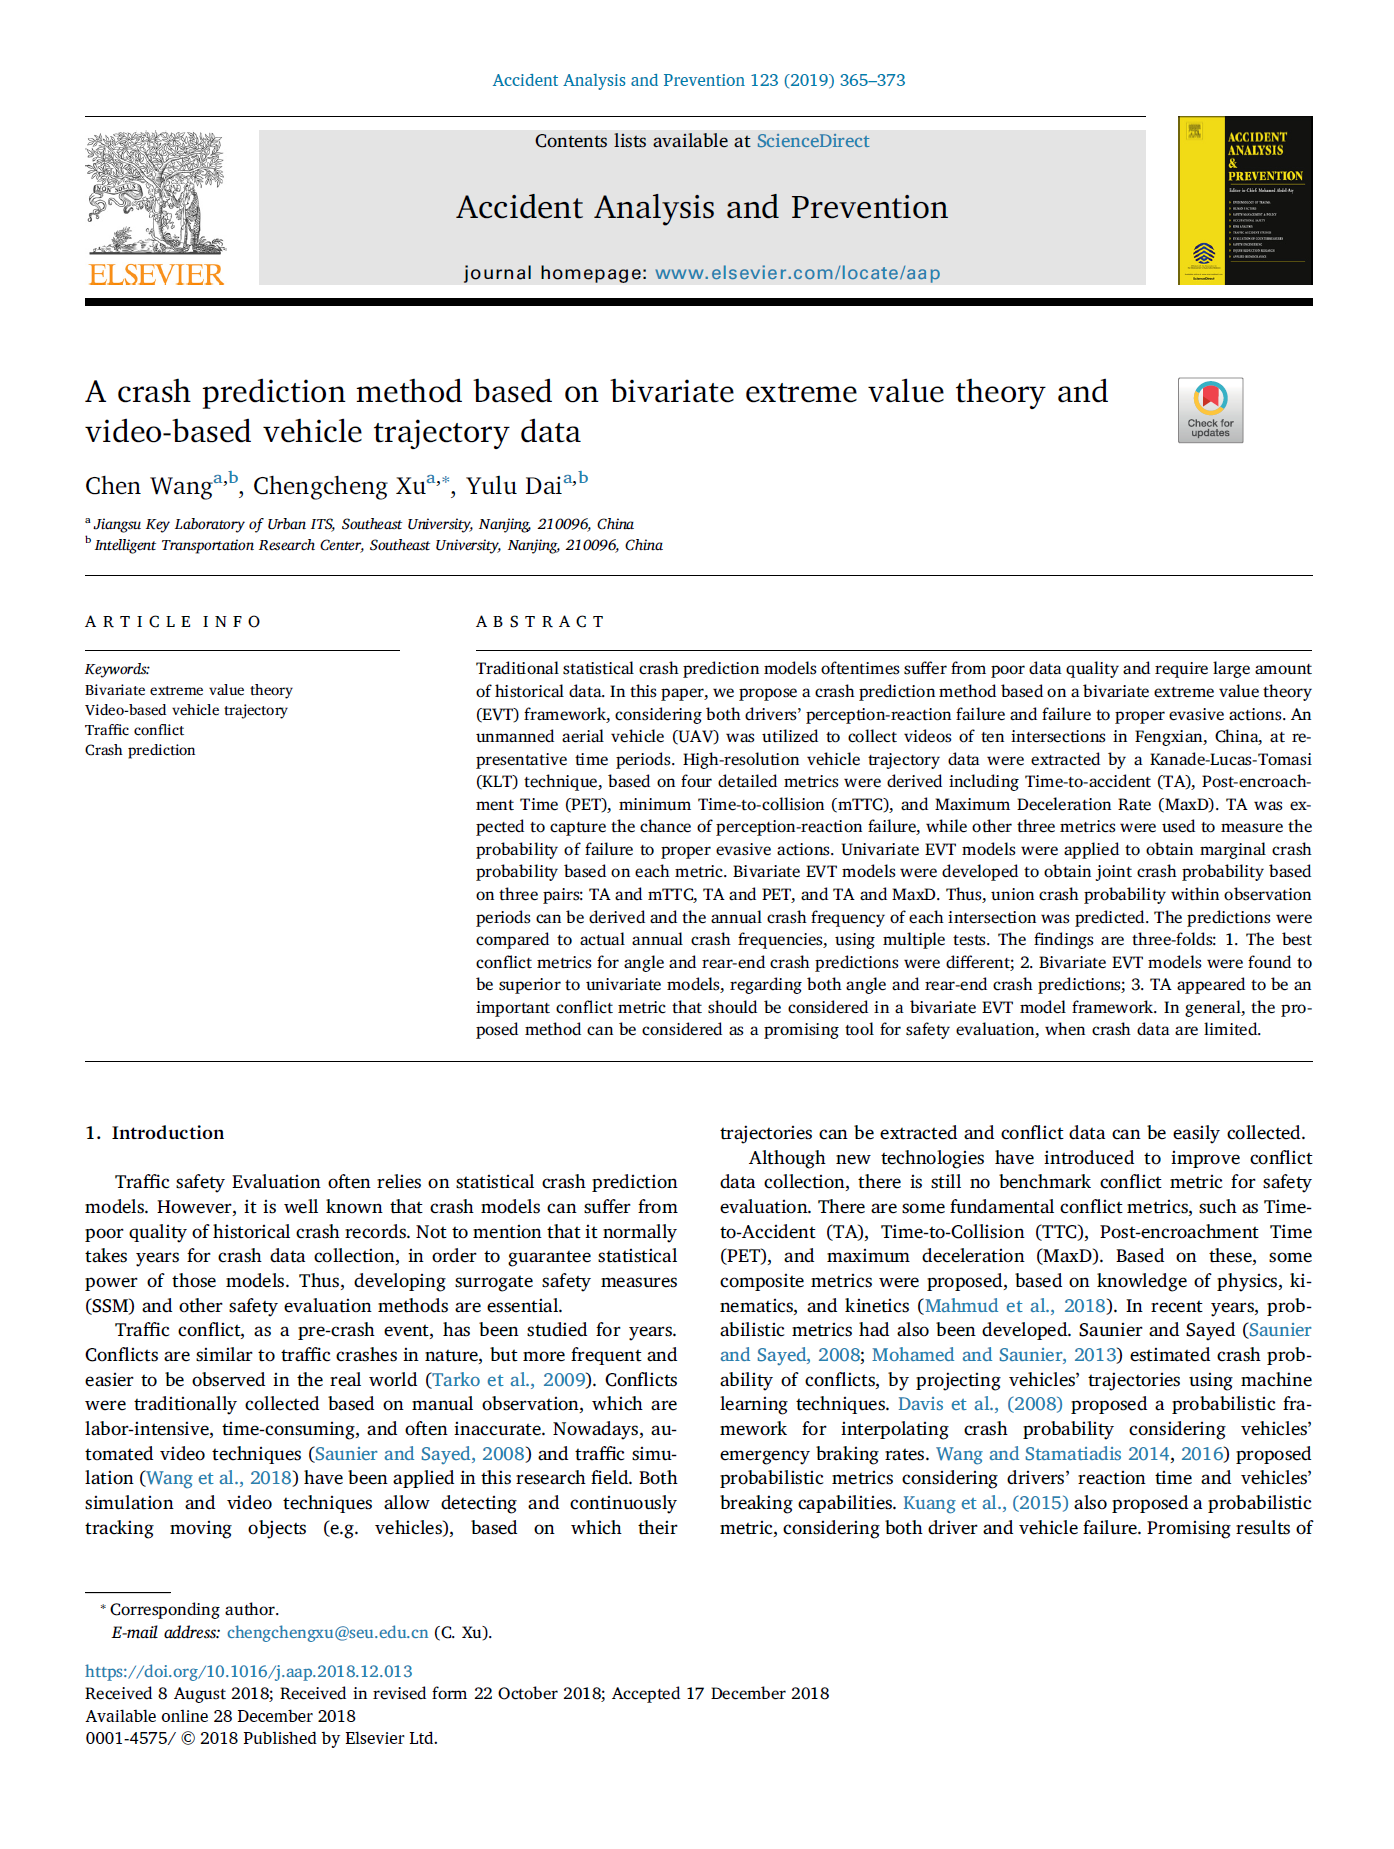 Accident Analysis and Prevention 123 (2019) 365–373
Contents lists available at ScienceDirect
Accident Analysis and Prevention
journal homepage: www.elsevier.com/locate/aap
ELSEVIER
ACCIDENT
ANALYSIS
&
PREVENTION
A crash prediction method based on bivariate extreme value theory and
video-based vehicle trajectory data
Check for
updates
Chen Wang a,b, Chengcheng Xu a,*, Yulu Dai a,b
a Jiangsu Key Laboratory of Urban ITS, Southeast University, Nanjing, 210096, China
b Intelligent Transportation Research Center, Southeast University, Nanjing, 210096, China
ARTICLE INFO
Keywords:
Bivariate extreme value theory
Video-based vehicle trajectory
Traffic conflict
Crash prediction
ABSTRACT
Traditional statistical crash prediction models oftentimes suffer from poor data quality and require large amount
of historical data. In this paper, we propose a crash prediction method based on a bivariate extreme value theory
(EVT) framework, considering both drivers' perception-reaction failure and failure to proper evasive actions. An
unmanned aerial vehicle (UAV) was utilized to collect videos of ten intersections in Fengxian, China, at re-
presentative time periods. High-resolution vehicle trajectory data were extracted by a Kanade-Lucas-Tomasi
(KLT) technique, based on four detailed metrics were derived including Time-to-accident (TA), Post-encroach-
ment Time (PET), minimum Time-to-collision (mTTC), and Maximum Deceleration Rate (MaxD). TA was ex-
pected to capture the chance of perception-reaction failure, while other three metrics were used to measure the
probability of failure to proper evasive actions. Univariate EVT models were applied to obtain marginal crash
probability based on each metric. Bivariate EVT models were developed to obtain joint crash probability based
on three pairs: TA and mTTC, TA and PET, and TA and MaxD. Thus, union crash probability within observation
periods can be derived and the annual crash frequency of each intersection was predicted. The predictions were
compared to actual annual crash frequencies, using multiple tests. The findings are three-folds: 1. The best
conflict metrics for angle and rear-end crash predictions were different; 2. Bivariate EVT models were found to
be superior to univariate models, regarding both angle and rear-end crash predictions; 3. TA appeared to be an
important conflict metric that should be considered in a bivariate EVT model framework. In general, the pro-
posed method can be considered as a promising tool for safety evaluation, when crash data are limited.
1. Introduction
Traffic safety Evaluation often relies on statistical crash prediction
models. However, it is well known that crash models can suffer from
poor quality of historical crash records. Not to mention that it normally
takes years for crash data collection, in order to guarantee statistical
power of those models. Thus, developing surrogate safety measures
(SSM) and other safety evaluation methods are essential.
Traffic conflict, as a pre-crash event, has been studied for years.
Conflicts are similar to traffic crashes in nature, but more frequent and
easier to be observed in the real world (Tarko et al., 2009). Conflicts
were traditionally collected based on manual observation, which are
labor-intensive, time-consuming, and often inaccurate. Nowadays, au-
tomated video techniques (Saunier and Sayed, 2008) and traffic simu-
lation (Wang et al., 2018) have been applied in this research field. Both
simulation and video techniques allow detecting and continuously
tracking moving objects (e.g. vehicles), based on which their
trajectories can be extracted and conflict data can be easily collected.
Although new technologies have introduced to improve conflict
data collection, there is still no benchmark conflict metric for safety
evaluation. There are some fundamental conflict metrics, such as Time-
to-Accident (TA), Time-to-Collision (TTC), Post-encroachment Time
(PET), and maximum deceleration (MaxD). Based on these, some
composite metrics were proposed, based on knowledge of physics, ki-
nematics, and kinetics (Mahmud et al., 2018). In recent years, prob-
abilistic metrics had also been developed. Saunier and Sayed (Saunier
and Sayed, 2008; Mohamed and Saunier, 2013) estimated crash prob-
ability of conflicts, by projecting vehicles' trajectories using machine
learning techniques. Davis et al., (2008) proposed a probabilistic fra-
mework for interpolating crash probability considering vehicles'
emergency braking rates. Wang and Stamatiadis 2014, 2016) proposed
probabilistic metrics considering drivers' reaction time and vehicles'
breaking capabilities. Kuang et al., (2015) also proposed a probabilistic
metric, considering both driver and vehicle failure. Promising results of
* Corresponding author.
E-mail address: chengchengxu@seu.edu.cn (C. Xu).
https://doi.org/10.1016/j.aap.2018.12.013
Received 8 August 2018; Received in revised form 22 October 2018; Accepted 17 December 2018
Available online 28 December 2018
0001-4575/ © 2018 Published by Elsevier Ltd.